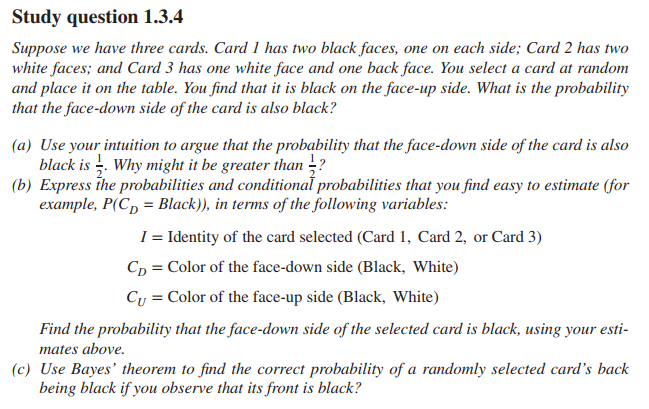 Study question 1.3.4
Suppose we have three cards. Card 1 has two black faces, one on each side; Card 2 has two
white faces; and Card 3 has one white face and one back face. You select a card at random
and place it on the table. You find that it is black on the face-up side. What is the probability
that the face-down side of the card is also black?
(a) Use your intuition to argue that the probability that the face-down side of the card is also
black is 1/2. Why might it be greater than 1/2?
(b) Express the probabilities and conditional probabilities that you find easy to estimate (for
example, P(C_D = Black)), in terms of the following variables:
I = Identity of the card selected (Card 1, Card 2, or Card 3)
C_D = Color of the face-down side (Black, White)
C_U = Color of the face-up side (Black, White)
Find the probability that the face-down side of the selected card is black, using your esti-
mates above.
(c) Use Bayes’ theorem to find the correct probability of a randomly selected card’s back
being black if you observe that its front is black?